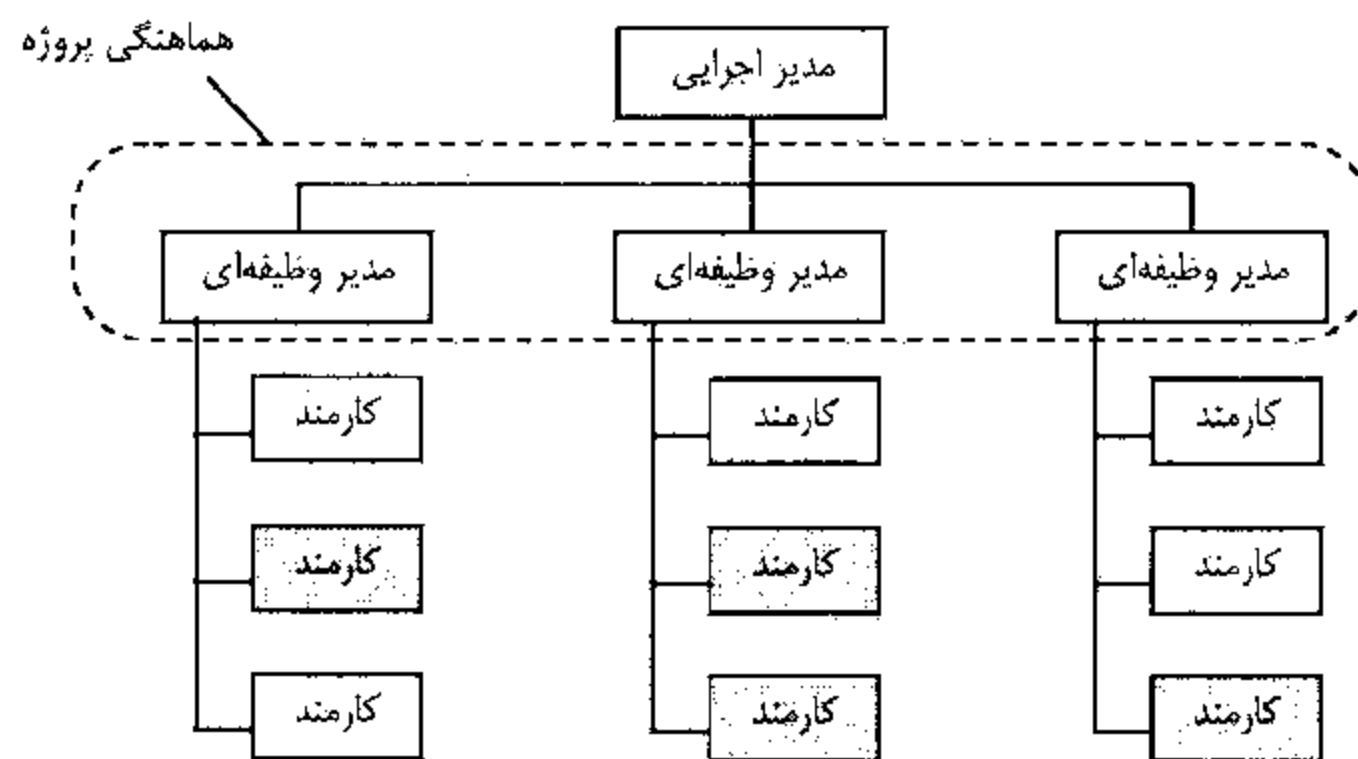 هماهنگی پروژه
مدیر اجرایی
مدیر وظیفه‌ای
مدیر وظیفه‌ای
مدیر وظیفه‌ای
کارمند
کارمند
کارمند
کارمند
کارمند
کارمند
کارمند
کارمند
کارمند